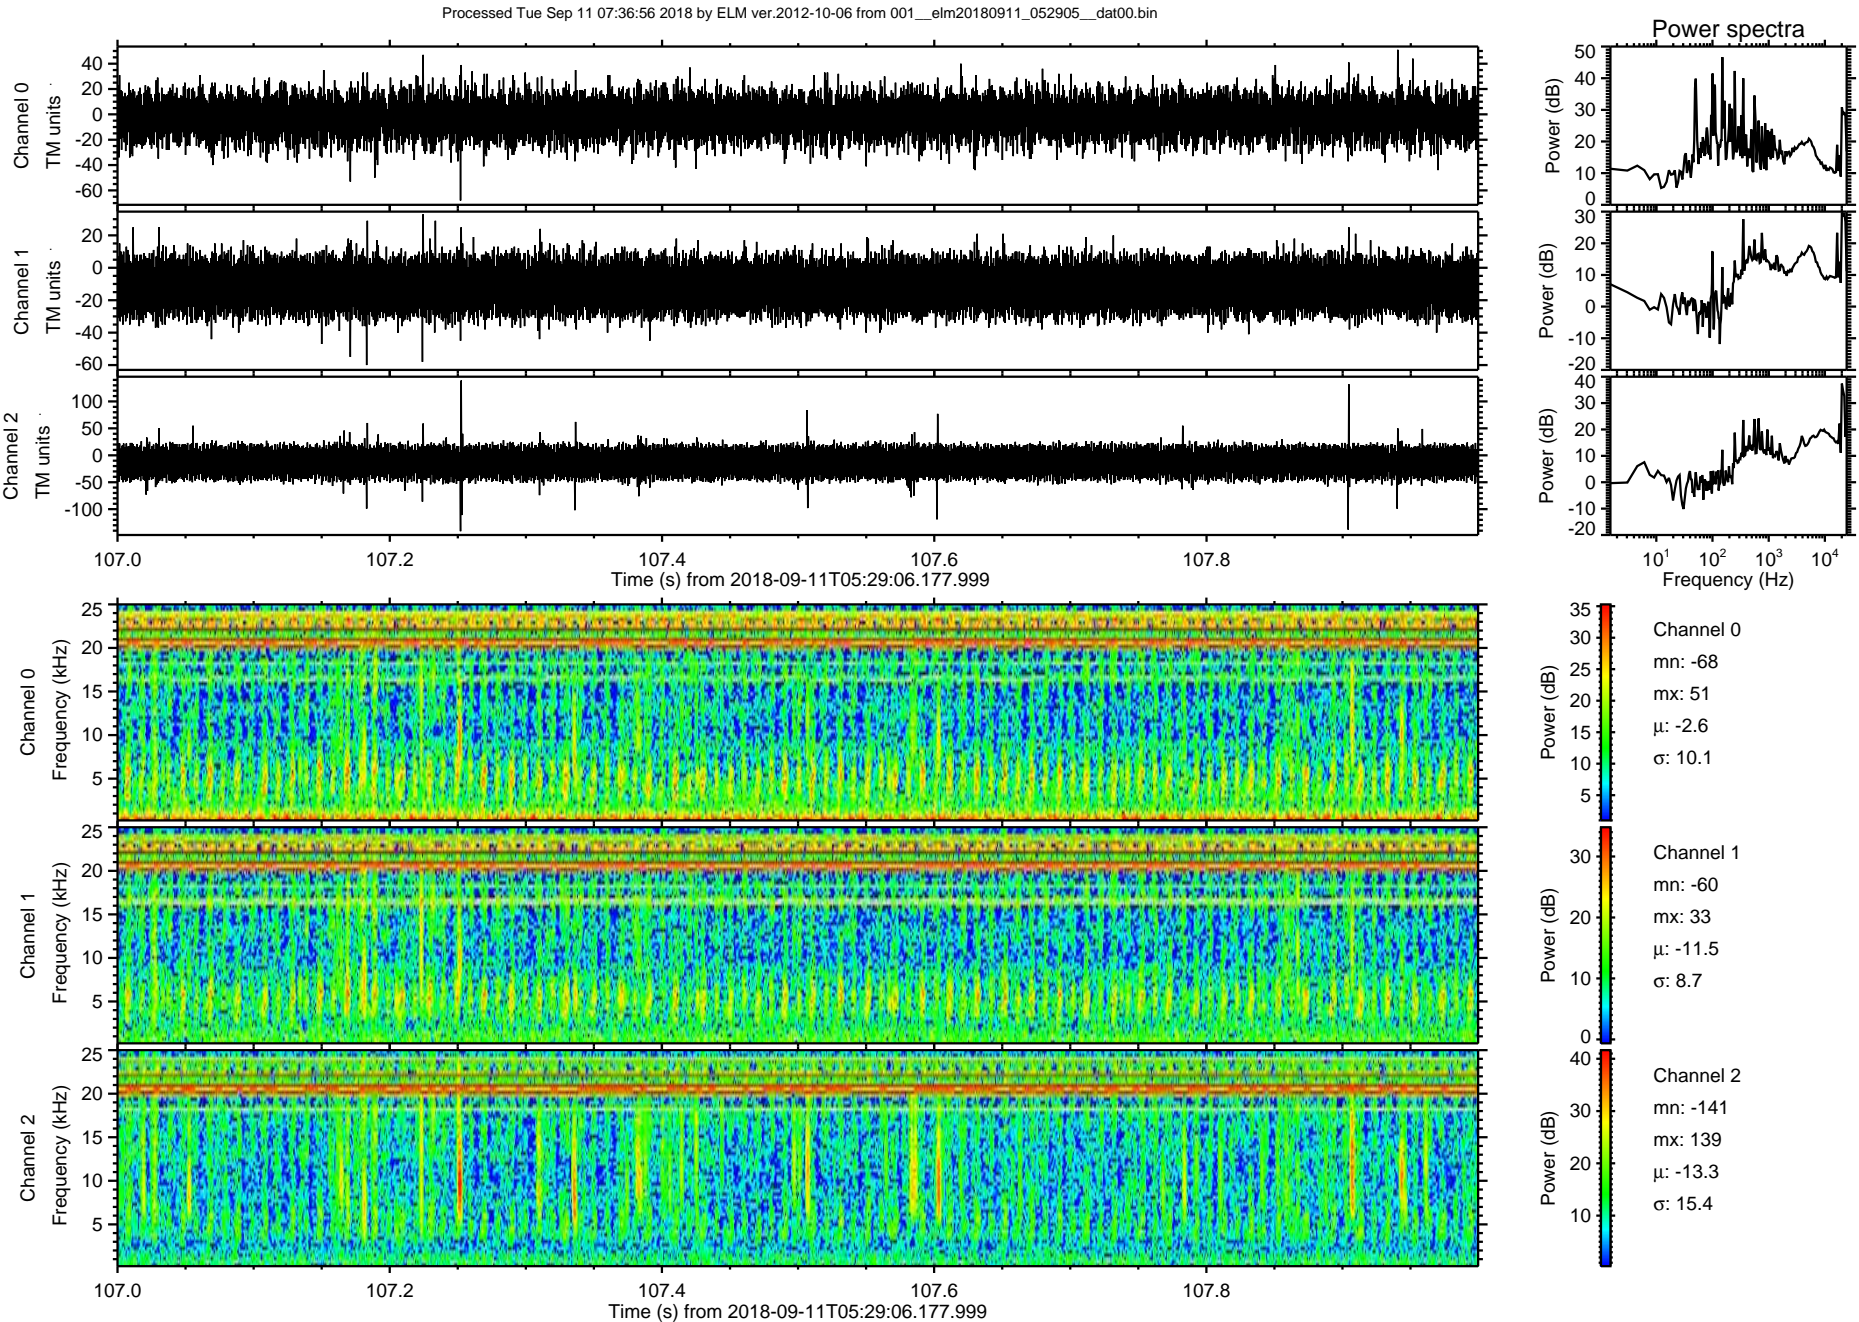 Processed Tue Sep 11 07:36:56 2018 by ELM ver.2012-10-06 from 001__elm20180911_052905__dat00.bin
Power spectra
Channel 0
TM units
40
20
0
-20
-40
-60
Power (dB)
50
40
30
20
10
0
Channel 1
TM units
20
0
-20
-40
-60
Power (dB)
30
20
10
0
-10
-20
Channel 2
TM units
100
50
0
-50
-100
Power (dB)
40
30
20
10
0
-10
-20
107.0 107.2 107.4 107.6 107.8
Time (s) from 2018-09-11T05:29:06.177.999
10^1 10^2 10^3 10^4
Frequency (Hz)
Channel 0
Frequency (kHz)
25
20
15
10
5
Power (dB)
35
30
25
20
15
10
5
Channel 0
mn: -68
mx: 51
μ: -2.6
σ: 10.1
Channel 1
Frequency (kHz)
25
20
15
10
5
Power (dB)
30
20
10
0
Channel 1
mn: -60
mx: 33
μ: -11.5
σ: 8.7
Channel 2
Frequency (kHz)
25
20
15
10
5
Power (dB)
40
30
20
10
Channel 2
mn: -141
mx: 139
μ: -13.3
σ: 15.4
107.0 107.2 107.4 107.6 107.8
Time (s) from 2018-09-11T05:29:06.177.999